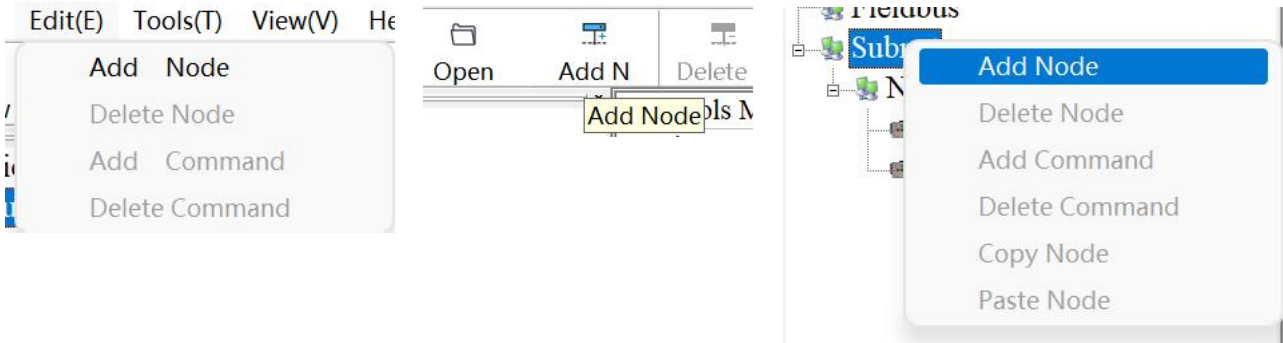 Edit(E) Tools(T) View(V)
Add Node
Delete Node
Add Command
Delete Command
Open Add N Delete
Add Node
Fieldbus
Add Node
Delete Node
Add Command
Delete Command
Copy Node
Paste Node